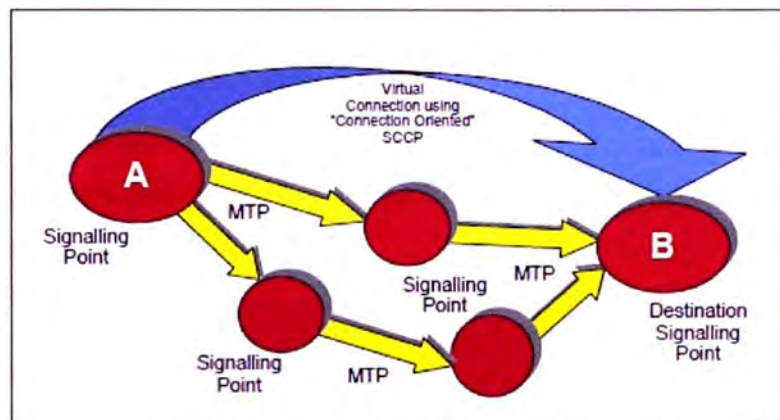 Virtual
Connection using
"Connection Oriented"
SCCP
A
MTP
Signalling
Point
B
Signalling
Point
MTP
Destination
Signalling
Point
Signalling
Point
MTP